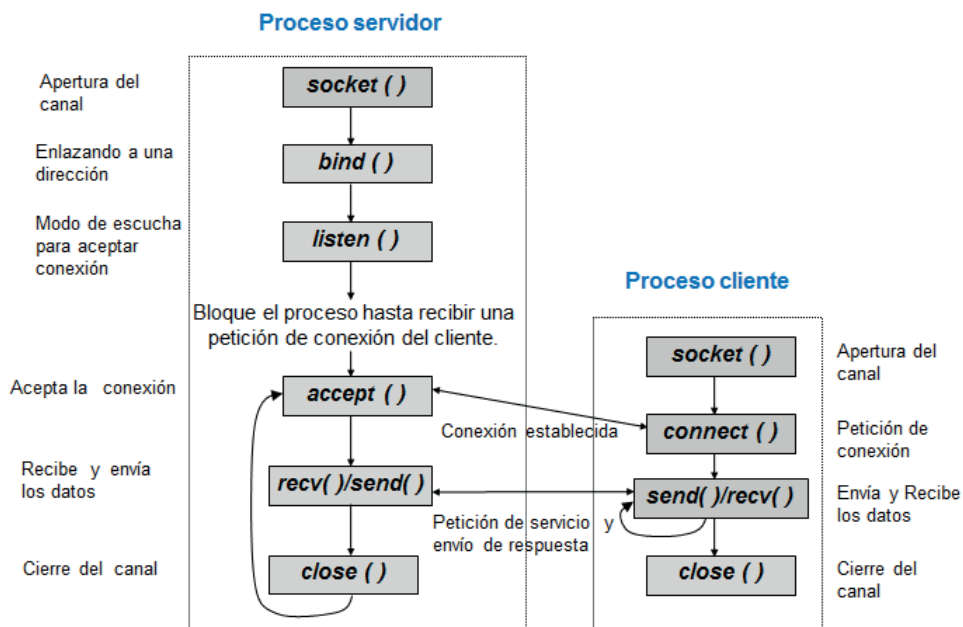 Proceso servidor
Apertura del
canal
socket ( )
Enlazando a una
dirección
bind ( )
Modo de escucha
para aceptar
conexión
listen ( )
Bloque el proceso hasta recibir una
petición de conexión del cliente.
Acepta la conexión
accept ( )
Recibe y envía
los datos
recv( )/send( )
Cierre del canal
close ( )
Conexión establecida
Petición de servicio y
envío de respuesta
Proceso cliente
socket ( )
Apertura del
canal
connect ( )
Petición de
conexión
send( )/recv( )
Envía y Recibe
los datos
close ( )
Cierre del
canal